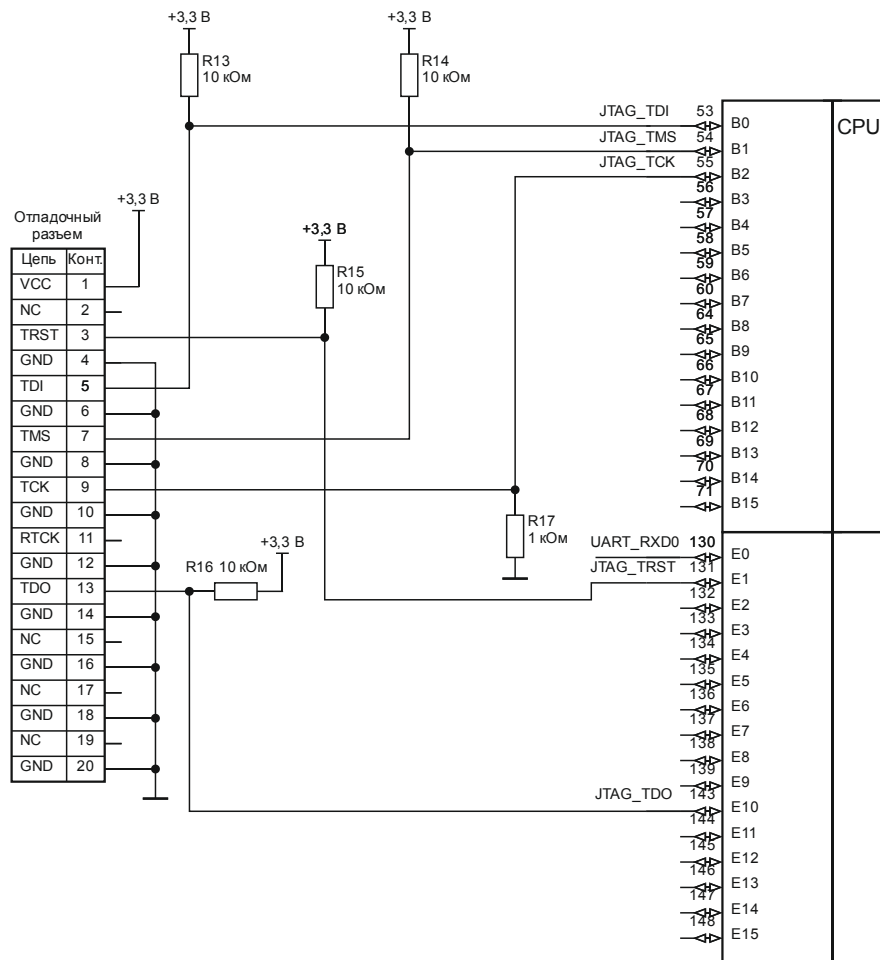 +3,3 В
R13
10 кОм
+3,3 В
R14
10 кОм
+3,3 В
R15
10 кОм
+3,3 В
Отладочный
разъем
Цепь Конт.
VCC 1
NC 2
TRST 3
GND 4
TDI 5
GND 6
TMS 7
GND 8
TCK 9
GND 10
RTCK 11
GND 12
TDO 13
GND 14
NC 15
GND 16
NC 17
GND 18
NC 19
GND 20
R16 10 кОм
+3,3 В
R17
1 кОм
CPU
JTAG_TDI 53 B0
JTAG_TMS 54 B1
JTAG_TCK 55 B2
56 B3
57 B4
58 B5
59 B6
60 B7
64 B8
65 B9
66 B10
67 B11
68 B12
69 B13
70 B14
71 B15
UART_RXD0 130 E0
JTAG_TRST 131 E1
132 E2
133 E3
134 E4
135 E5
136 E6
137 E7
138 E8
139 E9
JTAG_TDO 143 E10
144 E11
145 E12
146 E13
147 E14
148 E15